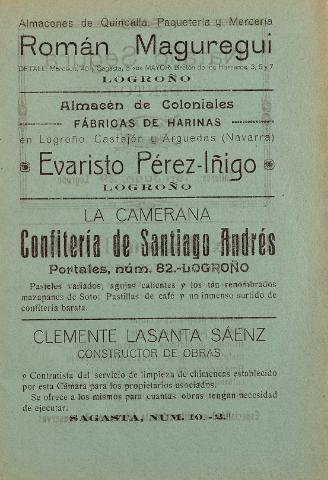 Almacenes de Quincalla, Paquetería y Mercería
Román Maguregui
DETALL: Mercado, 40 y Sagasta, 8 MAYOR: Bretón de los Herreros, 3, 5 y 7
LOGROÑO
Almacén de Coloniales
FÁBRICAS DE HARINAS
en Logroño, Castejón y Arguedas (Navarra)
Evaristo Pérez-Iñigo
LOGROÑO
LA CAMERANA
Confitería de Santiago Andrés
Portales, núm. 82.-LOGROÑO
Pasteles variados, agujas calientes y los tan renombrados
mazapanes de Soto; Pastillas de café y un inmenso surtido de
confitería barata.
CLEMENTE LASANTA SÁENZ
CONSTRUCTOR DE OBRAS
y Contratista del servicio de limpieza de chimeneas establecido
por esta Cámara para los propietarios asociados.
Se ofrece a los mismos para cuantas obras tengan necesidad
de ejecutar.
SAGASTA, NÚM. 10.-2.º